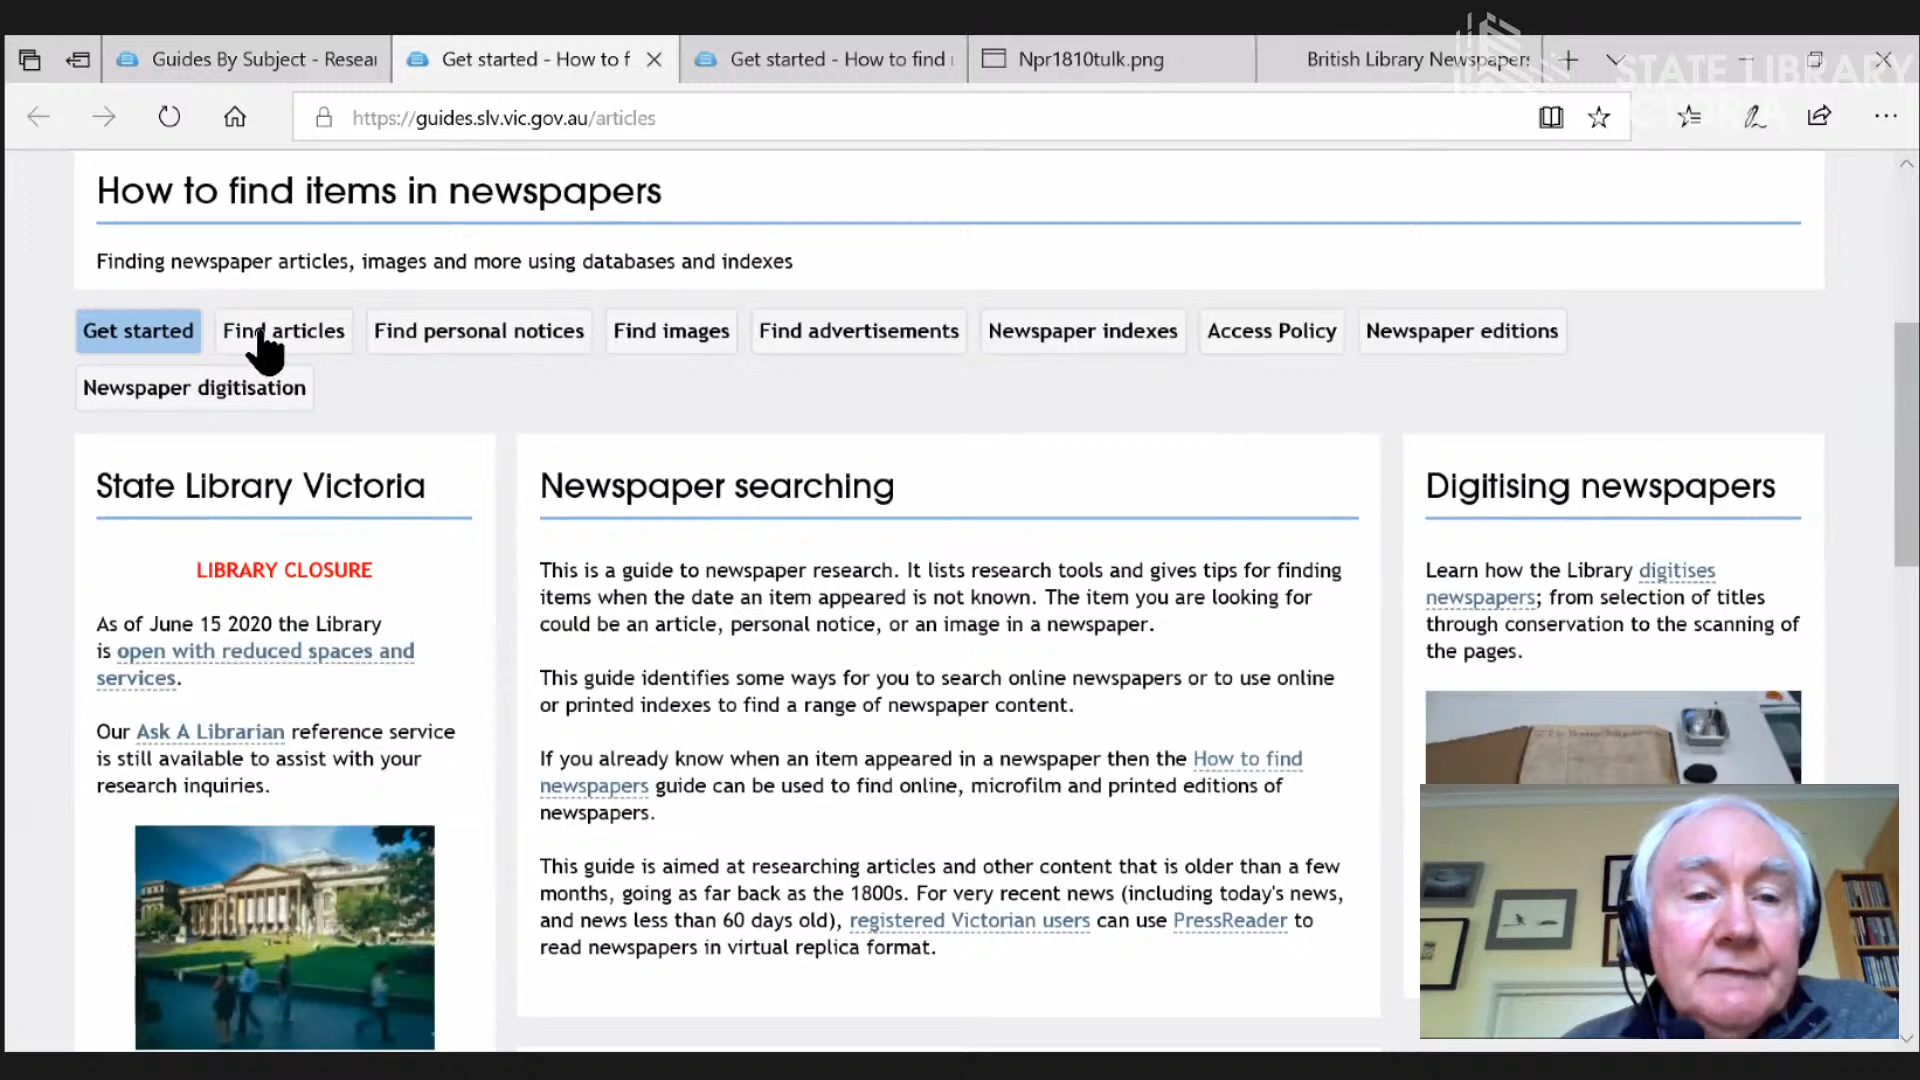 Guides By Subject - Resear
Get started - How to f
Get started - How to find
Npr1810tulk.png
British Library Newspapers
STATE LIBRARY
VICTORIA
https://guides.slv.vic.gov.au/articles
How to find items in newspapers
Finding newspaper articles, images and more using databases and indexes
Get started
Find articles
Find personal notices
Find images
Find advertisements
Newspaper indexes
Access Policy
Newspaper editions
Newspaper digitisation
State Library Victoria
LIBRARY CLOSURE
As of June 15 2020 the Library
is open with reduced spaces and
services.
Our Ask A Librarian reference service
is still available to assist with your
research inquiries.
Newspaper searching
This is a guide to newspaper research. It lists research tools and gives tips for finding
items when the date an item appeared is not known. The item you are looking for
could be an article, personal notice, or an image in a newspaper.
This guide identifies some ways for you to search online newspapers or to use online
or printed indexes to find a range of newspaper content.
If you already know when an item appeared in a newspaper then the How to find
newspapers guide can be used to find online, microfilm and printed editions of
newspapers.
This guide is aimed at researching articles and other content that is older than a few
months, going as far back as the 1800s. For very recent news (including today's news,
and news less than 60 days old), registered Victorian users can use PressReader to
read newspapers in virtual replica format.
Digitising newspapers
Learn how the Library digitises
newspapers; from selection of titles
through conservation to the scanning of
the pages.